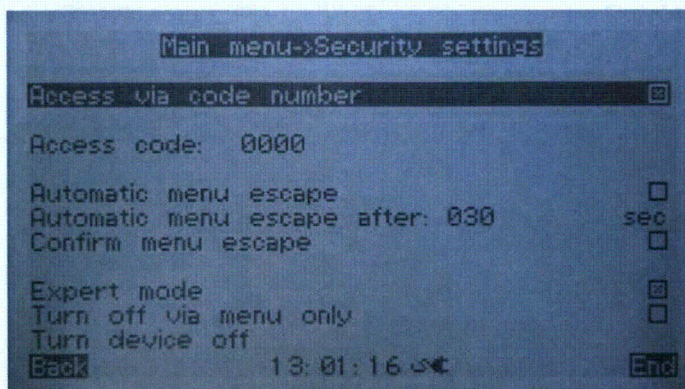 Main menu->Security settings
Access via code number
Access code: 0000
Automatic menu escape
Automatic menu escape after: 030 sec
Confirm menu escape
Expert mode
Turn off via menu only
Turn device off
Back 13:01:16 End